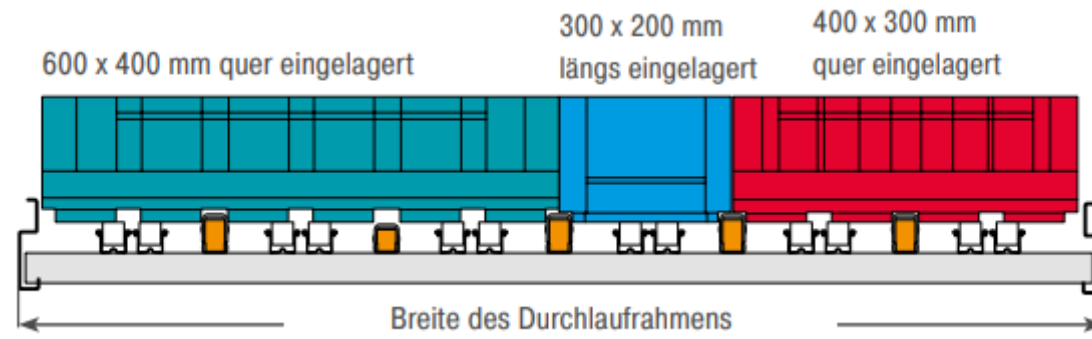 600 x 400 mm quer eingelagert
300 x 200 mm
längs eingelagert
400 x 300 mm
quer eingelagert
Breite des Durchlaufrahmens